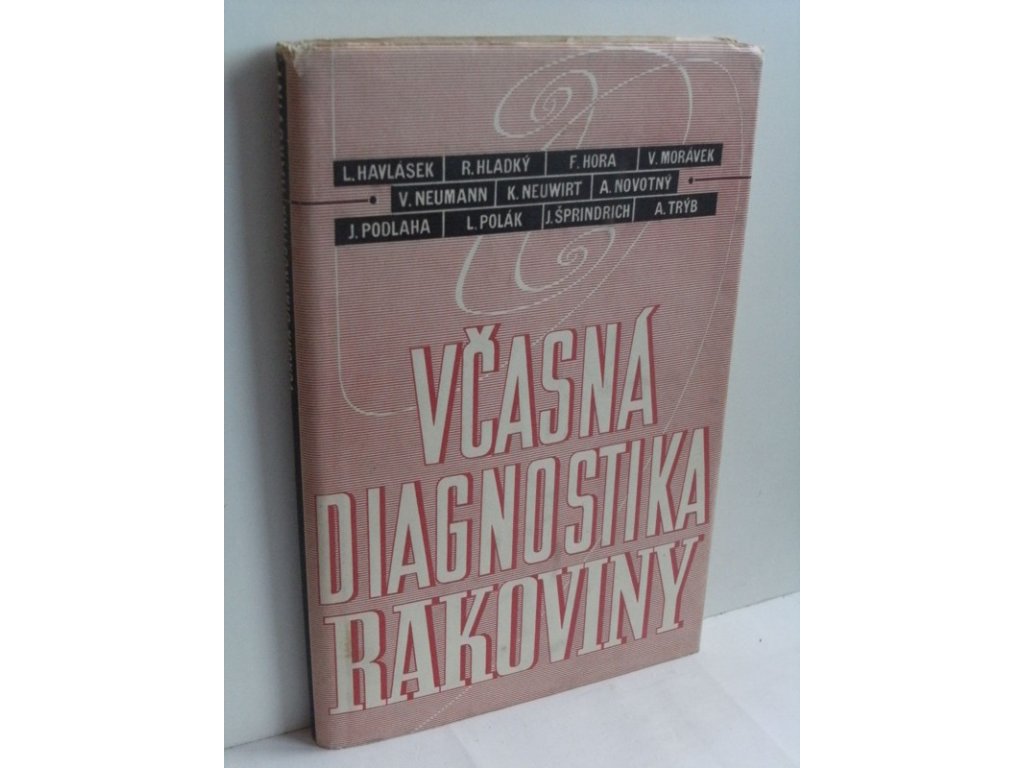 L. HAVLÁSEK R. HLADKÝ F. HORA V. MORÁVEK
V. NEUMANN K. NEUWIRT A. NOVOTNÝ
J. PODLAHA L. POLÁK J. ŠPRINDRICH A. TRÝB
VČASNÁ
DIAGNOSTIKA
RAKOVINY